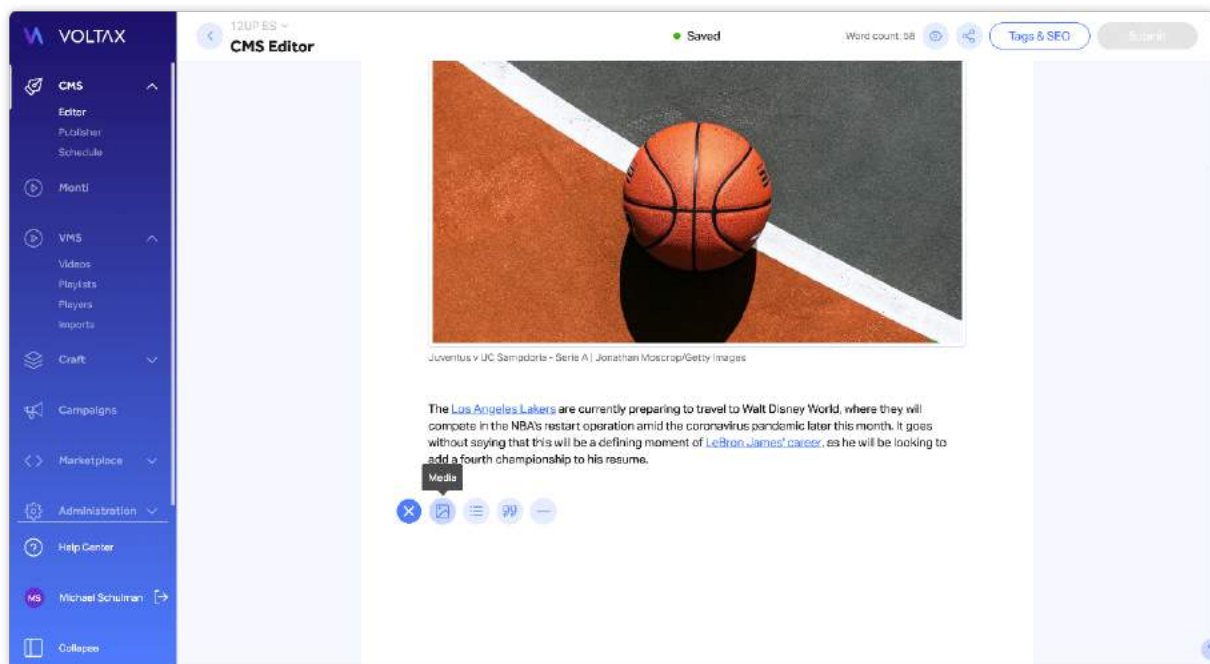 VOLTΛX
CMS
Editor
Publisher
Schedule
Monti
VMS
Videos
Playlists
Players
Imports
Craft
Campaigns
Marketplace
Administration
Help Center
MS
Michael Schulman
Collapse
12UP ES
CMS Editor
Saved
Word count: 58
Tags & SEO
Submit
Juventus v UC Sampdoria - Serie A | Jonathan Moscrop/Getty Images
The Los Angeles Lakers are currently preparing to travel to Walt Disney World, where they will
compete in the NBA's restart operation amid the coronavirus pandemic later this month. It goes
without saying that this will be a defining moment of LeBron James' career, as he will be looking to
add a fourth championship to his resume.
Media